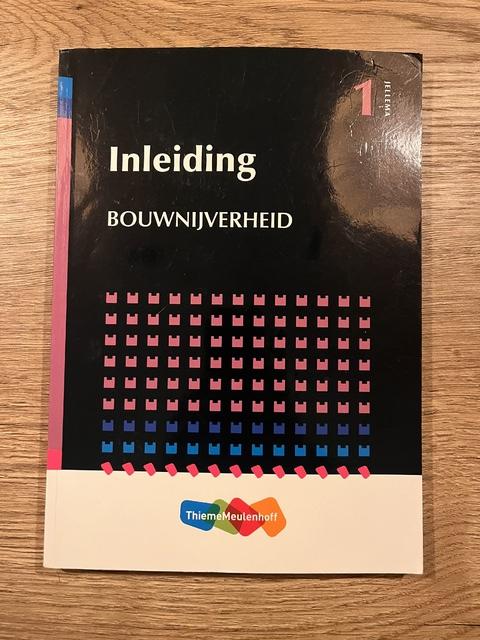 1
JELLEMA
Inleiding
BOUWNIJVERHEID
ThiemeMeulenhoff